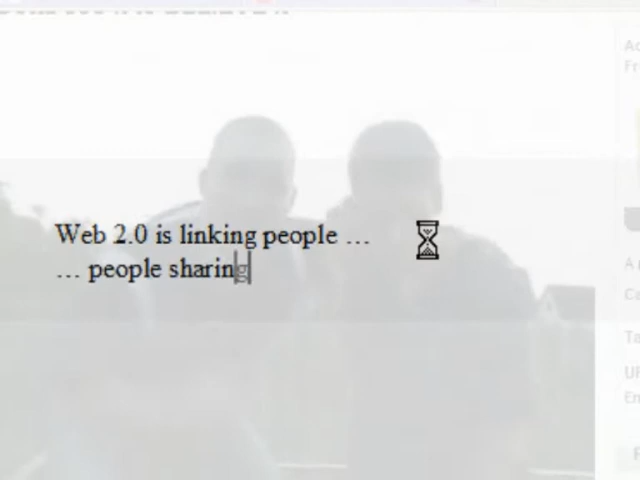 Web 2.0 is linking people …
… people sharing